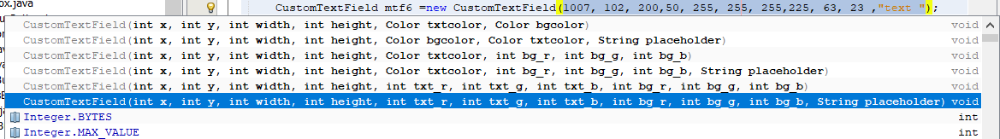 ox.java
CustomTextField mtf6 =new CustomTextField(1007, 102, 200,50, 255, 255, 255,225, 63, 23 ,"text ");
CustomTextField(int x, int y, int width, int height, Color txtcolor, Color bgcolor) void
CustomTextField(int x, int y, int width, int height, Color bgcolor, Color txtcolor, String placeholder) void
CustomTextField(int x, int y, int width, int height, Color txtcolor, int bg_r, int bg_g, int bg_b) void
CustomTextField(int x, int y, int width, int height, Color txtcolor, int bg_r, int bg_g, int bg_b, String placeholder) void
CustomTextField(int x, int y, int width, int height, int txt_r, int txt_g, int txt_b, int bg_r, int bg_g, int bg_b) void
CustomTextField(int x, int y, int width, int height, int txt_r, int txt_g, int txt_b, int bg_r, int bg_g, int bg_b, String placeholder) void
Integer.BYTES int
Integer.MAX_VALUE int